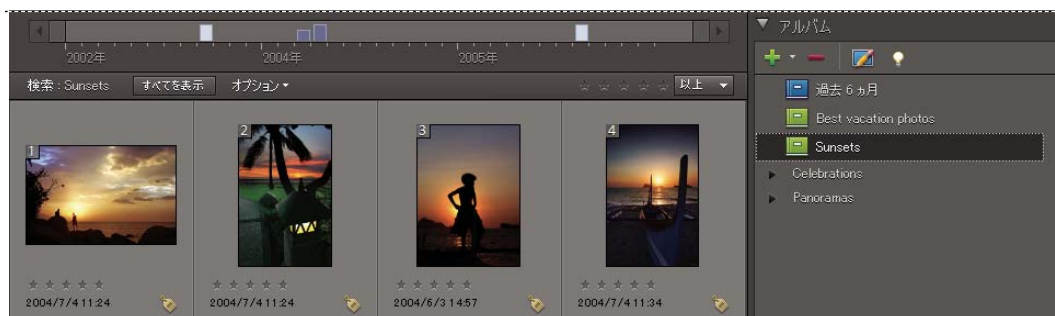 2002年 2004年 2005年
検索 : Sunsets すべてを表示 オプション 以上
1 2 3 4
2004/7/4 11:24 2004/7/4 11:24 2004/6/3 14:57 2004/7/4 11:34
アルバム
過去 6 ヵ月
Best vacation photos
Sunsets
Celebrations
Panoramas